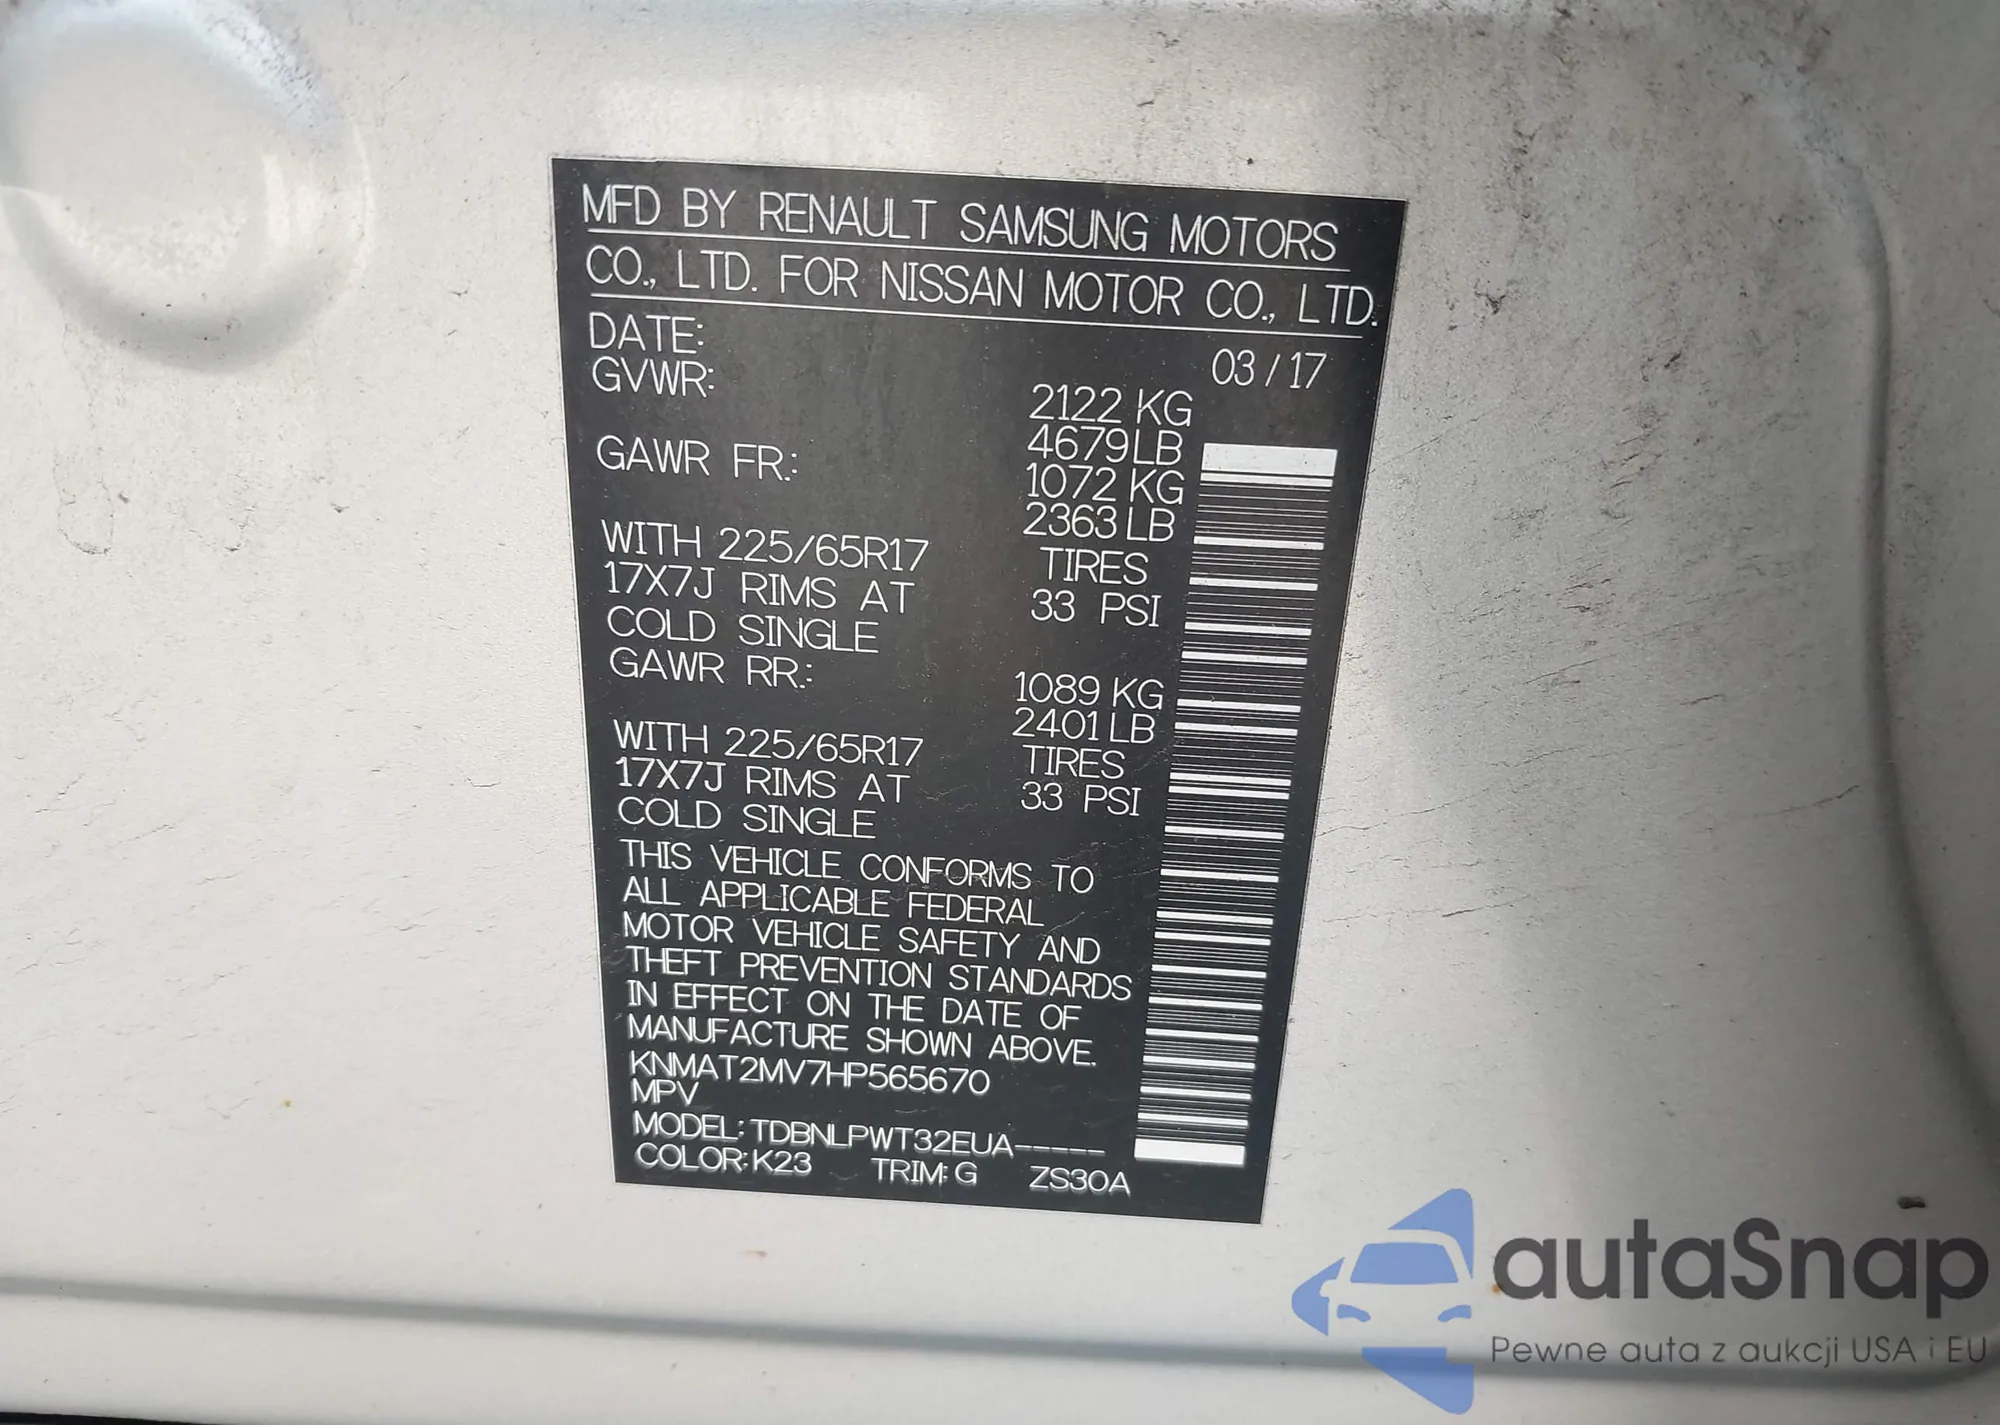 MFD BY RENAULT SAMSUNG MOTORS
CO., LTD. FOR NISSAN MOTOR CO., LTD.
DATE: 03 / 17
GVWR: 2122 KG
4679 LB
GAWR FR.: 1072 KG
2363 LB
WITH 225/65R17 TIRES
17X7J RIMS AT 33 PSI
COLD SINGLE
GAWR RR.: 1089 KG
2401 LB
WITH 225/65R17 TIRES
17X7J RIMS AT 33 PSI
COLD SINGLE
THIS VEHICLE CONFORMS TO
ALL APPLICABLE FEDERAL
MOTOR VEHICLE SAFETY AND
THEFT PREVENTION STANDARDS
IN EFFECT ON THE DATE OF
MANUFACTURE SHOWN ABOVE.
KNMAT2MV7HP565670
MPV
MODEL: TDBNLPWT32EUA-----
COLOR: K23 TRIM: G ZS30A
autaSnap
Pewne auta z aukcji USA i EU